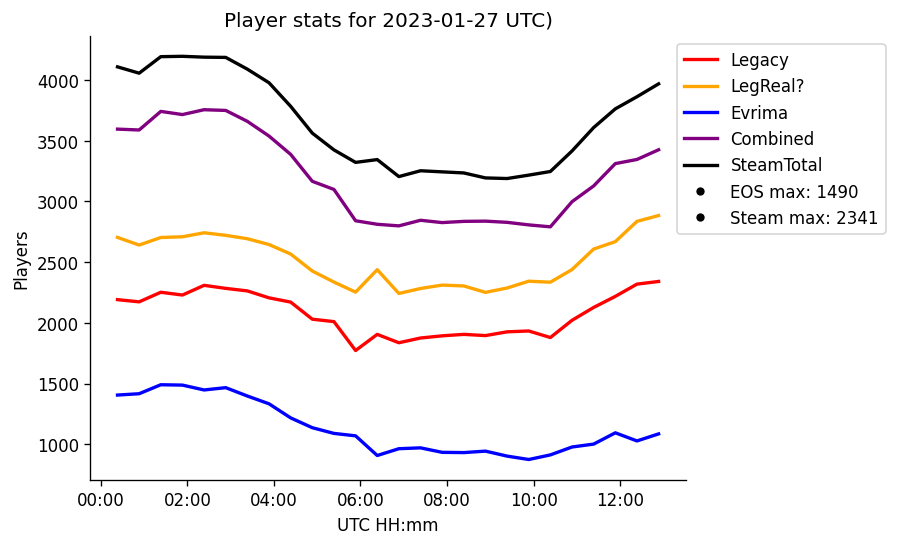 Player stats for 2023-01-27 UTC)
Legacy
LegReal?
Evrima
Combined
SteamTotal
EOS max: 1490
Steam max: 2341
Players
4000
3500
3000
2500
2000
1500
1000
00:00 02:00 04:00 06:00 08:00 10:00 12:00
UTC HH:mm